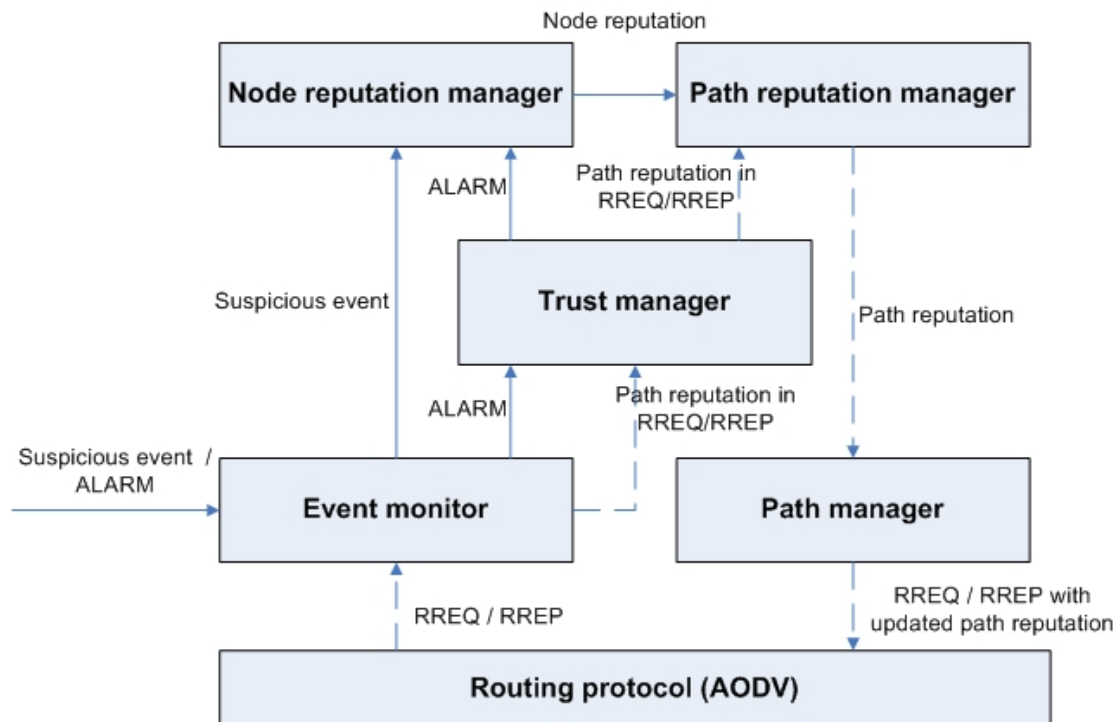 Node reputation
Node reputation manager
Path reputation manager
ALARM
Path reputation in
RREQ/RREP
Suspicious event
Trust manager
Path reputation
ALARM
Path reputation in
RREQ/RREP
Suspicious event /
ALARM
Event monitor
Path manager
RREQ / RREP
RREQ / RREP with
updated path reputation
Routing protocol (AODV)